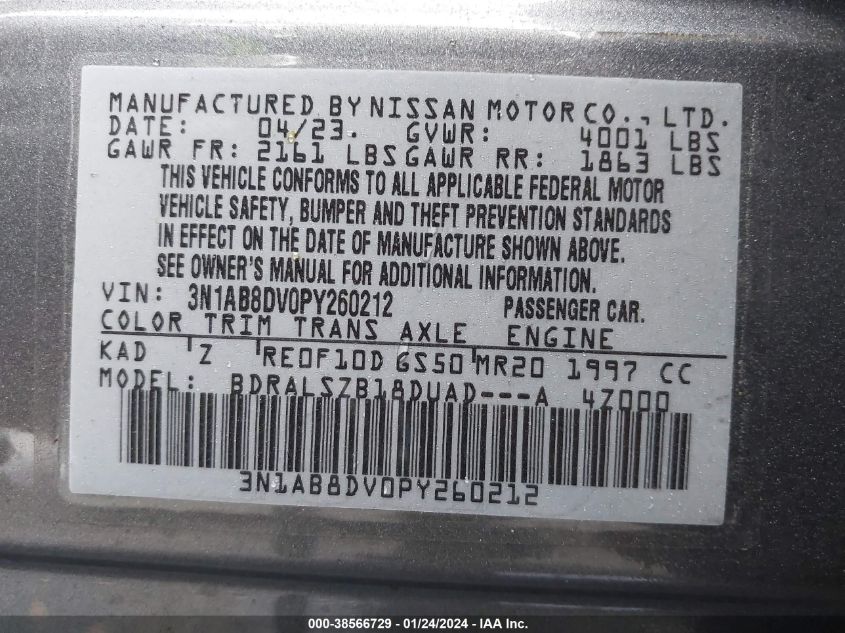 MANUFACTURED BY NISSAN MOTOR CO., LTD.
DATE: 04/23. GVWR: 4001 LBS
GAWR FR: 2161 LBS GAWR RR: 1863 LBS
THIS VEHICLE CONFORMS TO ALL APPLICABLE FEDERAL MOTOR
VEHICLE SAFETY, BUMPER AND THEFT PREVENTION STANDARDS
IN EFFECT ON THE DATE OF MANUFACTURE SHOWN ABOVE.
SEE OWNER'S MANUAL FOR ADDITIONAL INFORMATION.
VIN: 3N1AB8DV0PY260212 PASSENGER CAR.
COLOR TRIM TRANS AXLE ENGINE
KAD Z RE0F10D GS50 MR20 1997 CC
MODEL: BDRALSZB18DUAD---A 4Z000
3N1AB8DV0PY260212
000-38566729 - 01/24/2024 - IAA Inc.